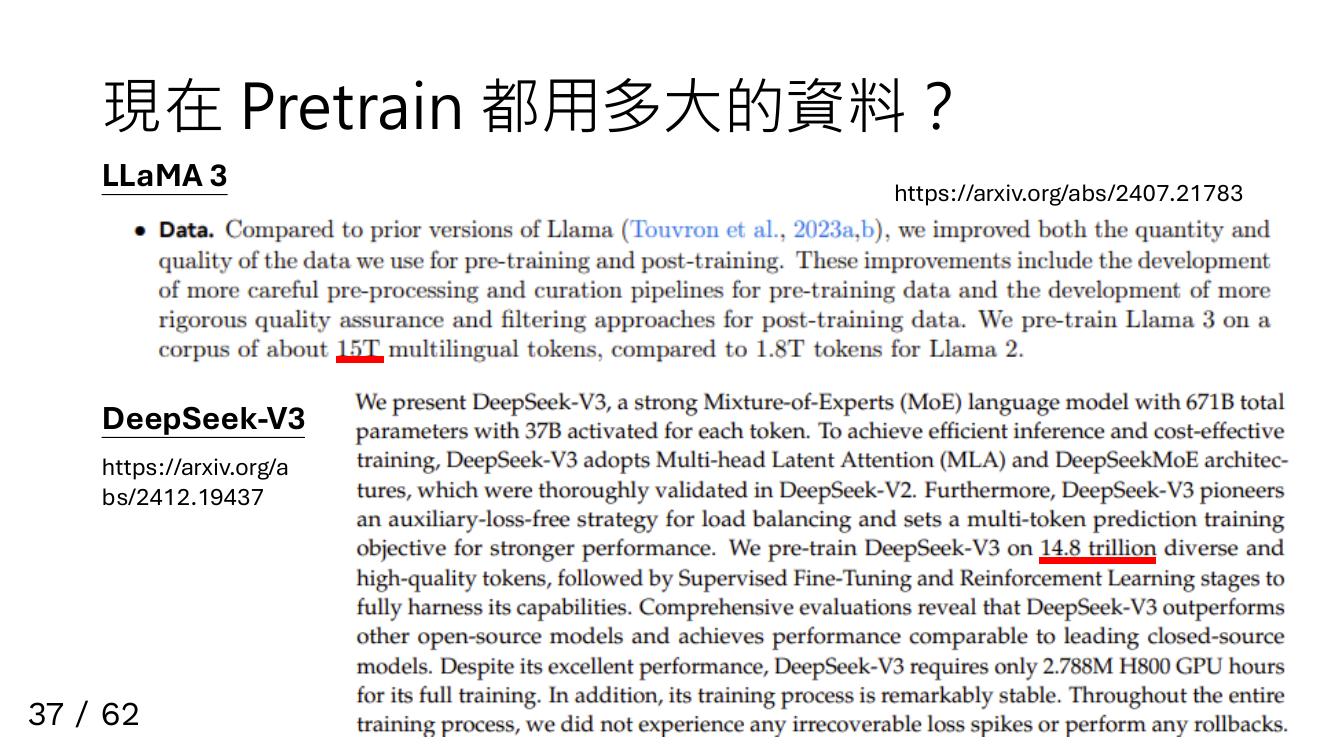 現在 Pretrain 都用多大的資料？
LLaMA 3
https://arxiv.org/abs/2407.21783
• Data. Compared to prior versions of Llama (Touvron et al., 2023a,b), we improved both the quantity and
quality of the data we use for pre-training and post-training. These improvements include the development
of more careful pre-processing and curation pipelines for pre-training data and the development of more
rigorous quality assurance and filtering approaches for post-training data. We pre-train Llama 3 on a
corpus of about 15T multilingual tokens, compared to 1.8T tokens for Llama 2.
DeepSeek-V3
https://arxiv.org/a
bs/2412.19437
We present DeepSeek-V3, a strong Mixture-of-Experts (MoE) language model with 671B total
parameters with 37B activated for each token. To achieve efficient inference and cost-effective
training, DeepSeek-V3 adopts Multi-head Latent Attention (MLA) and DeepSeekMoE architec-
tures, which were thoroughly validated in DeepSeek-V2. Furthermore, DeepSeek-V3 pioneers
an auxiliary-loss-free strategy for load balancing and sets a multi-token prediction training
objective for stronger performance. We pre-train DeepSeek-V3 on 14.8 trillion diverse and
high-quality tokens, followed by Supervised Fine-Tuning and Reinforcement Learning stages to
fully harness its capabilities. Comprehensive evaluations reveal that DeepSeek-V3 outperforms
other open-source models and achieves performance comparable to leading closed-source
models. Despite its excellent performance, DeepSeek-V3 requires only 2.788M H800 GPU hours
for its full training. In addition, its training process is remarkably stable. Throughout the entire
training process, we did not experience any irrecoverable loss spikes or perform any rollbacks.
37 / 62